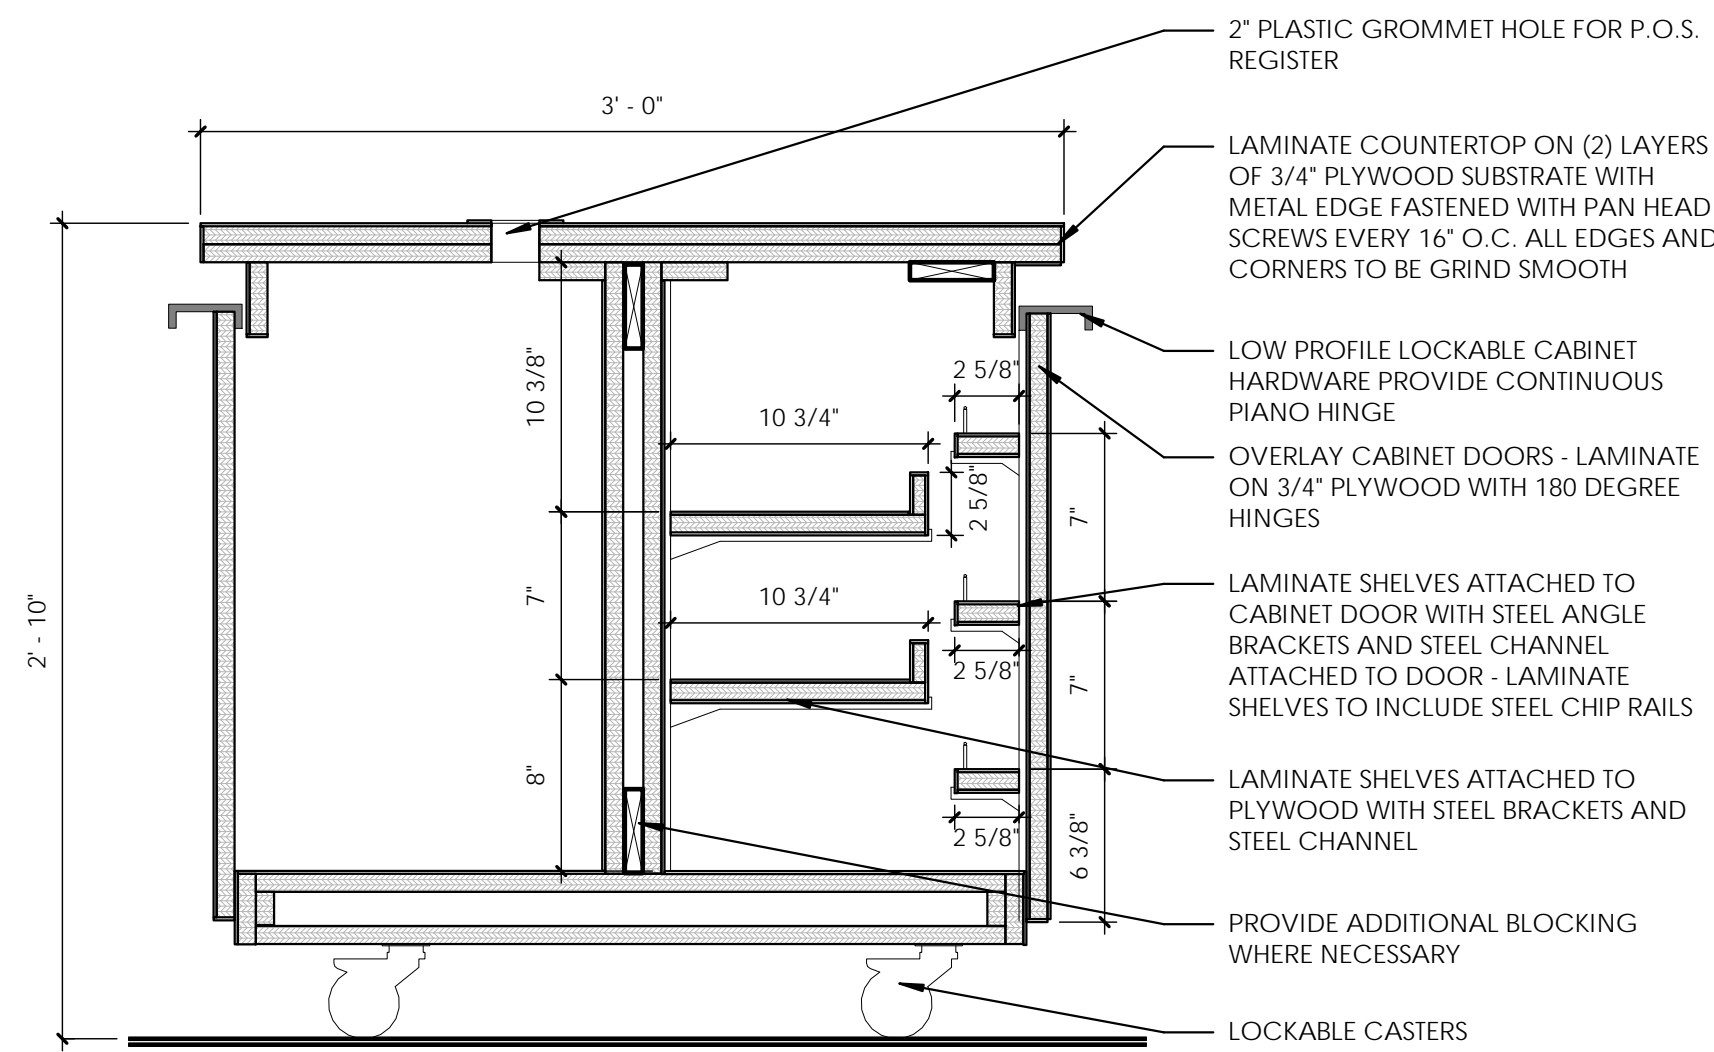 2" PLASTIC GROMMET HOLE FOR P.O.S.
REGISTER
3' - 0"
LAMINATE COUNTERTOP ON (2) LAYERS
OF 3/4" PLYWOOD SUBSTRATE WITH
METAL EDGE FASTENED WITH PAN HEAD
SCREWS EVERY 16" O.C. ALL EDGES AND
CORNERS TO BE GRIND SMOOTH
LOW PROFILE LOCKABLE CABINET
HARDWARE PROVIDE CONTINUOUS
PIANO HINGE
OVERLAY CABINET DOORS - LAMINATE
ON 3/4" PLYWOOD WITH 180 DEGREE
HINGES
LAMINATE SHELVES ATTACHED TO
CABINET DOOR WITH STEEL ANGLE
BRACKETS AND STEEL CHANNEL
ATTACHED TO DOOR - LAMINATE
SHELVES TO INCLUDE STEEL CHIP RAILS
LAMINATE SHELVES ATTACHED TO
PLYWOOD WITH STEEL BRACKETS AND
STEEL CHANNEL
PROVIDE ADDITIONAL BLOCKING
WHERE NECESSARY
LOCKABLE CASTERS
2' - 10"
10 3/8"
7"
8"
10 3/4"
10 3/4"
2 5/8"
2 5/8"
2 5/8"
2 5/8"
7"
7"
6 3/8"